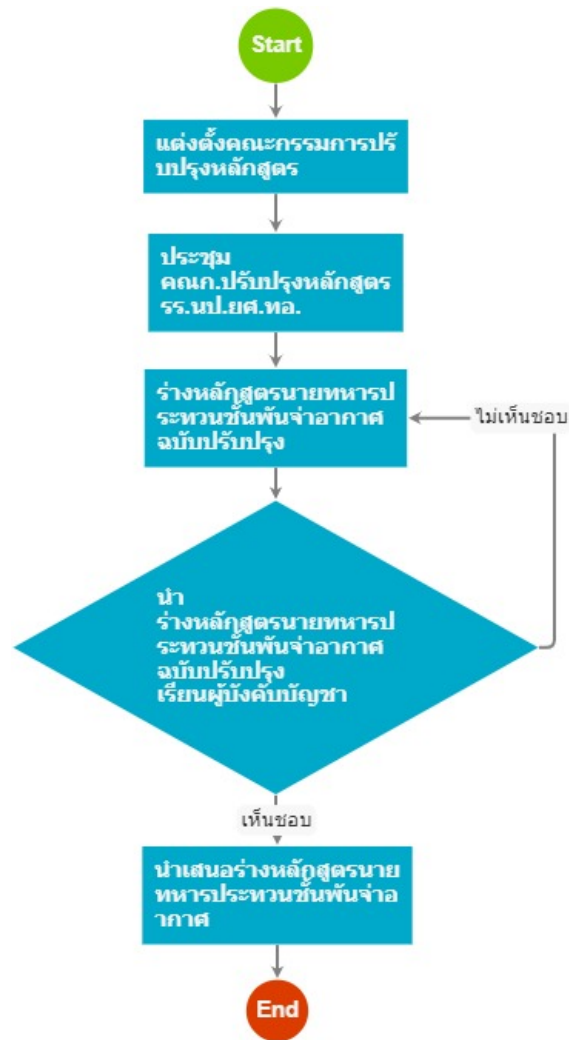 Start
แต่งตั้งคณะกรรมการปรั
บปรุงหลักสูตร
ประชุม
คณก.ปรับปรุงหลักสูตร
รร.นป.ยศ.ทอ.
ร่างหลักสูตรนายทหารป
ระทวนชั้นพันจ่าอากาศ
ฉบับปรับปรุง
ไม่เห็นชอบ
นำ
ร่างหลักสูตรนายทหารป
ระทวนชั้นพันจ่าอากาศ
ฉบับปรับปรุง
เรียนผู้บังคับบัญชา
เห็นชอบ
นำเสนอร่างหลักสูตรนาย
ทหารประทวนชั้นพันจ่าอ
ากาศ
End